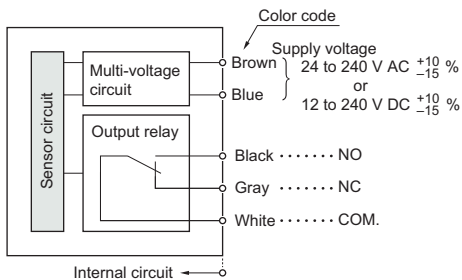 Color code
Sensor circuit
Multi-voltage
circuit
Brown
Blue
Supply voltage
24 to 240 V AC +10 −15 %
or
12 to 240 V DC +10 −15 %
Output relay
Black ······· NO
Gray ······· NC
White ······· COM.
Internal circuit